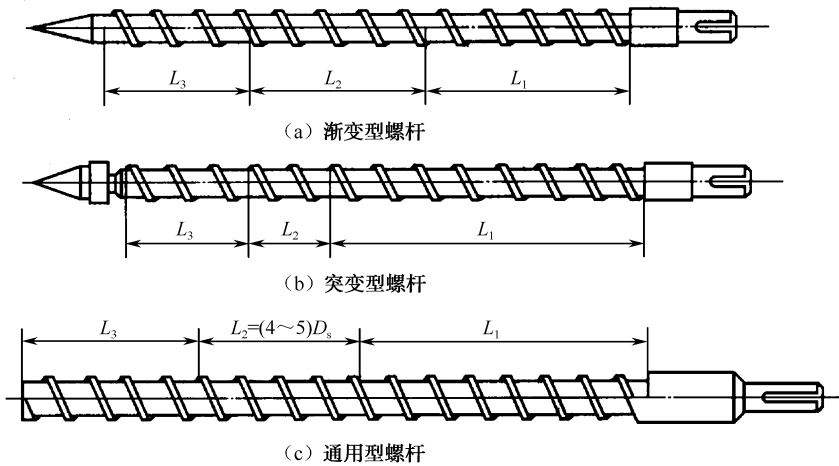 L₃ L₂ L₁
（a）渐变型螺杆
L₃ L₂ L₁
（b）突变型螺杆
L₃ L₂=(4～5)Dₛ L₁
（c）通用型螺杆